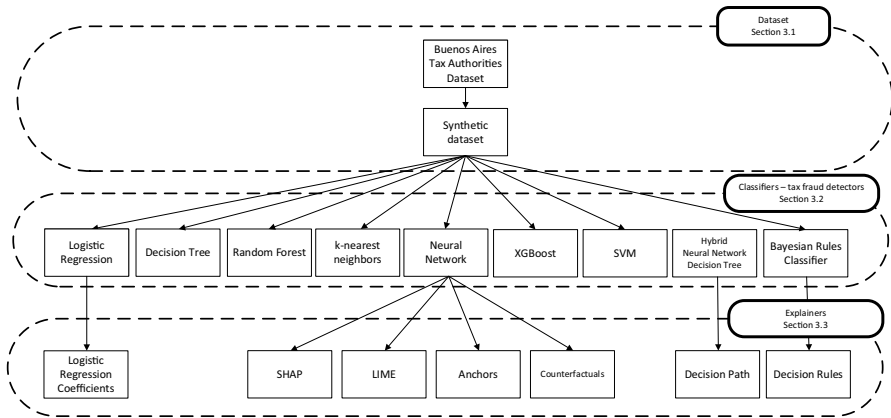 Dataset
Section 3.1
Buenos Aires
Tax Authorities
Dataset
Synthetic
dataset
Classifiers – tax fraud detectors
Section 3.2
Logistic
Regression
Decision Tree
Random Forest
k-nearest
neighbors
Neural
Network
XGBoost
SVM
Hybrid
Neural Network
Decision Tree
Bayesian Rules
Classifier
Explainers
Section 3.3
Logistic
Regression
Coefficients
SHAP
LIME
Anchors
Counterfactuals
Decision Path
Decision Rules